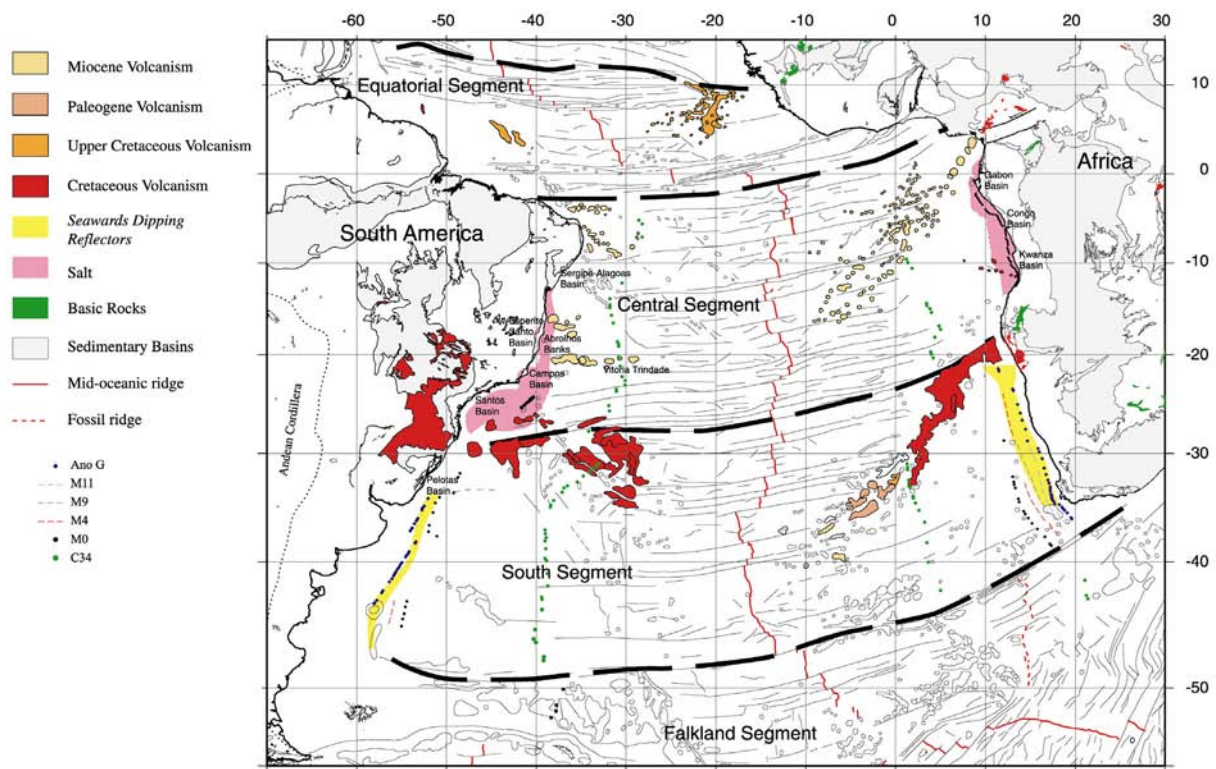 -60 -50 -40 -30 -20 -10 0 10 20 30
Miocene Volcanism
Paleogene Volcanism
Upper Cretaceous Volcanism
Cretaceous Volcanism
Seawards Dipping
Reflectors
Salt
Basic Rocks
Sedimentary Basins
Mid-oceanic ridge
Fossil ridge
Ano G
M11
M9
M4
M0
C34
Andean Cordillera
Equatorial Segment
10
Africa
0
Gabon
Basin
Congo
Basin
South America
-10
Kwanza
Basin
Sergipe-Alagoas
Basin
Central Segment
Espirito
Santo
Basin
Abrolhos
Banks
-20
Vitoria Trindade
Campos
Basin
Santos
Basin
-30
Pelotas
Basin
-40
South Segment
-50
Falkland Segment